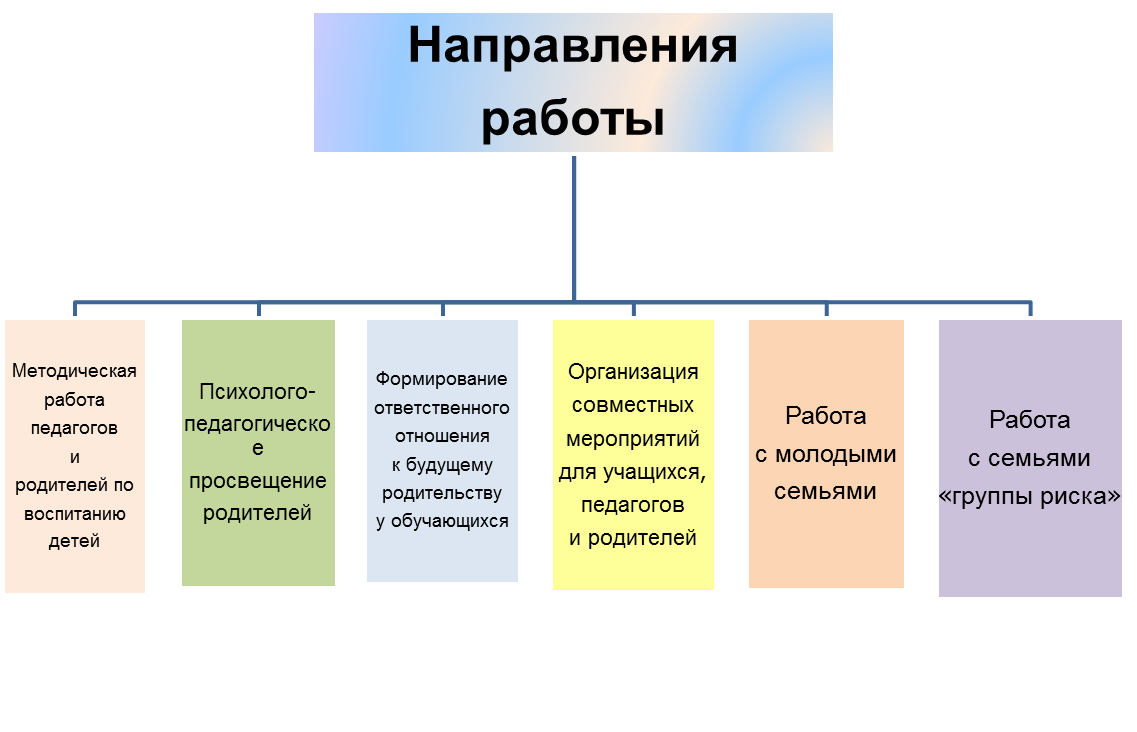 Направления
работы
Методическая
работа
педагогов
и
родителей по
воспитанию
детей
Психолого-
педагогическо
е
просвещение
родителей
Формирование
ответственного
отношения
к будущему
родительству
у обучающихся
Организация
совместных
мероприятий
для учащихся,
педагогов
и родителей
Работа
с молодыми
семьями
Работа
с семьями
«группы риска»